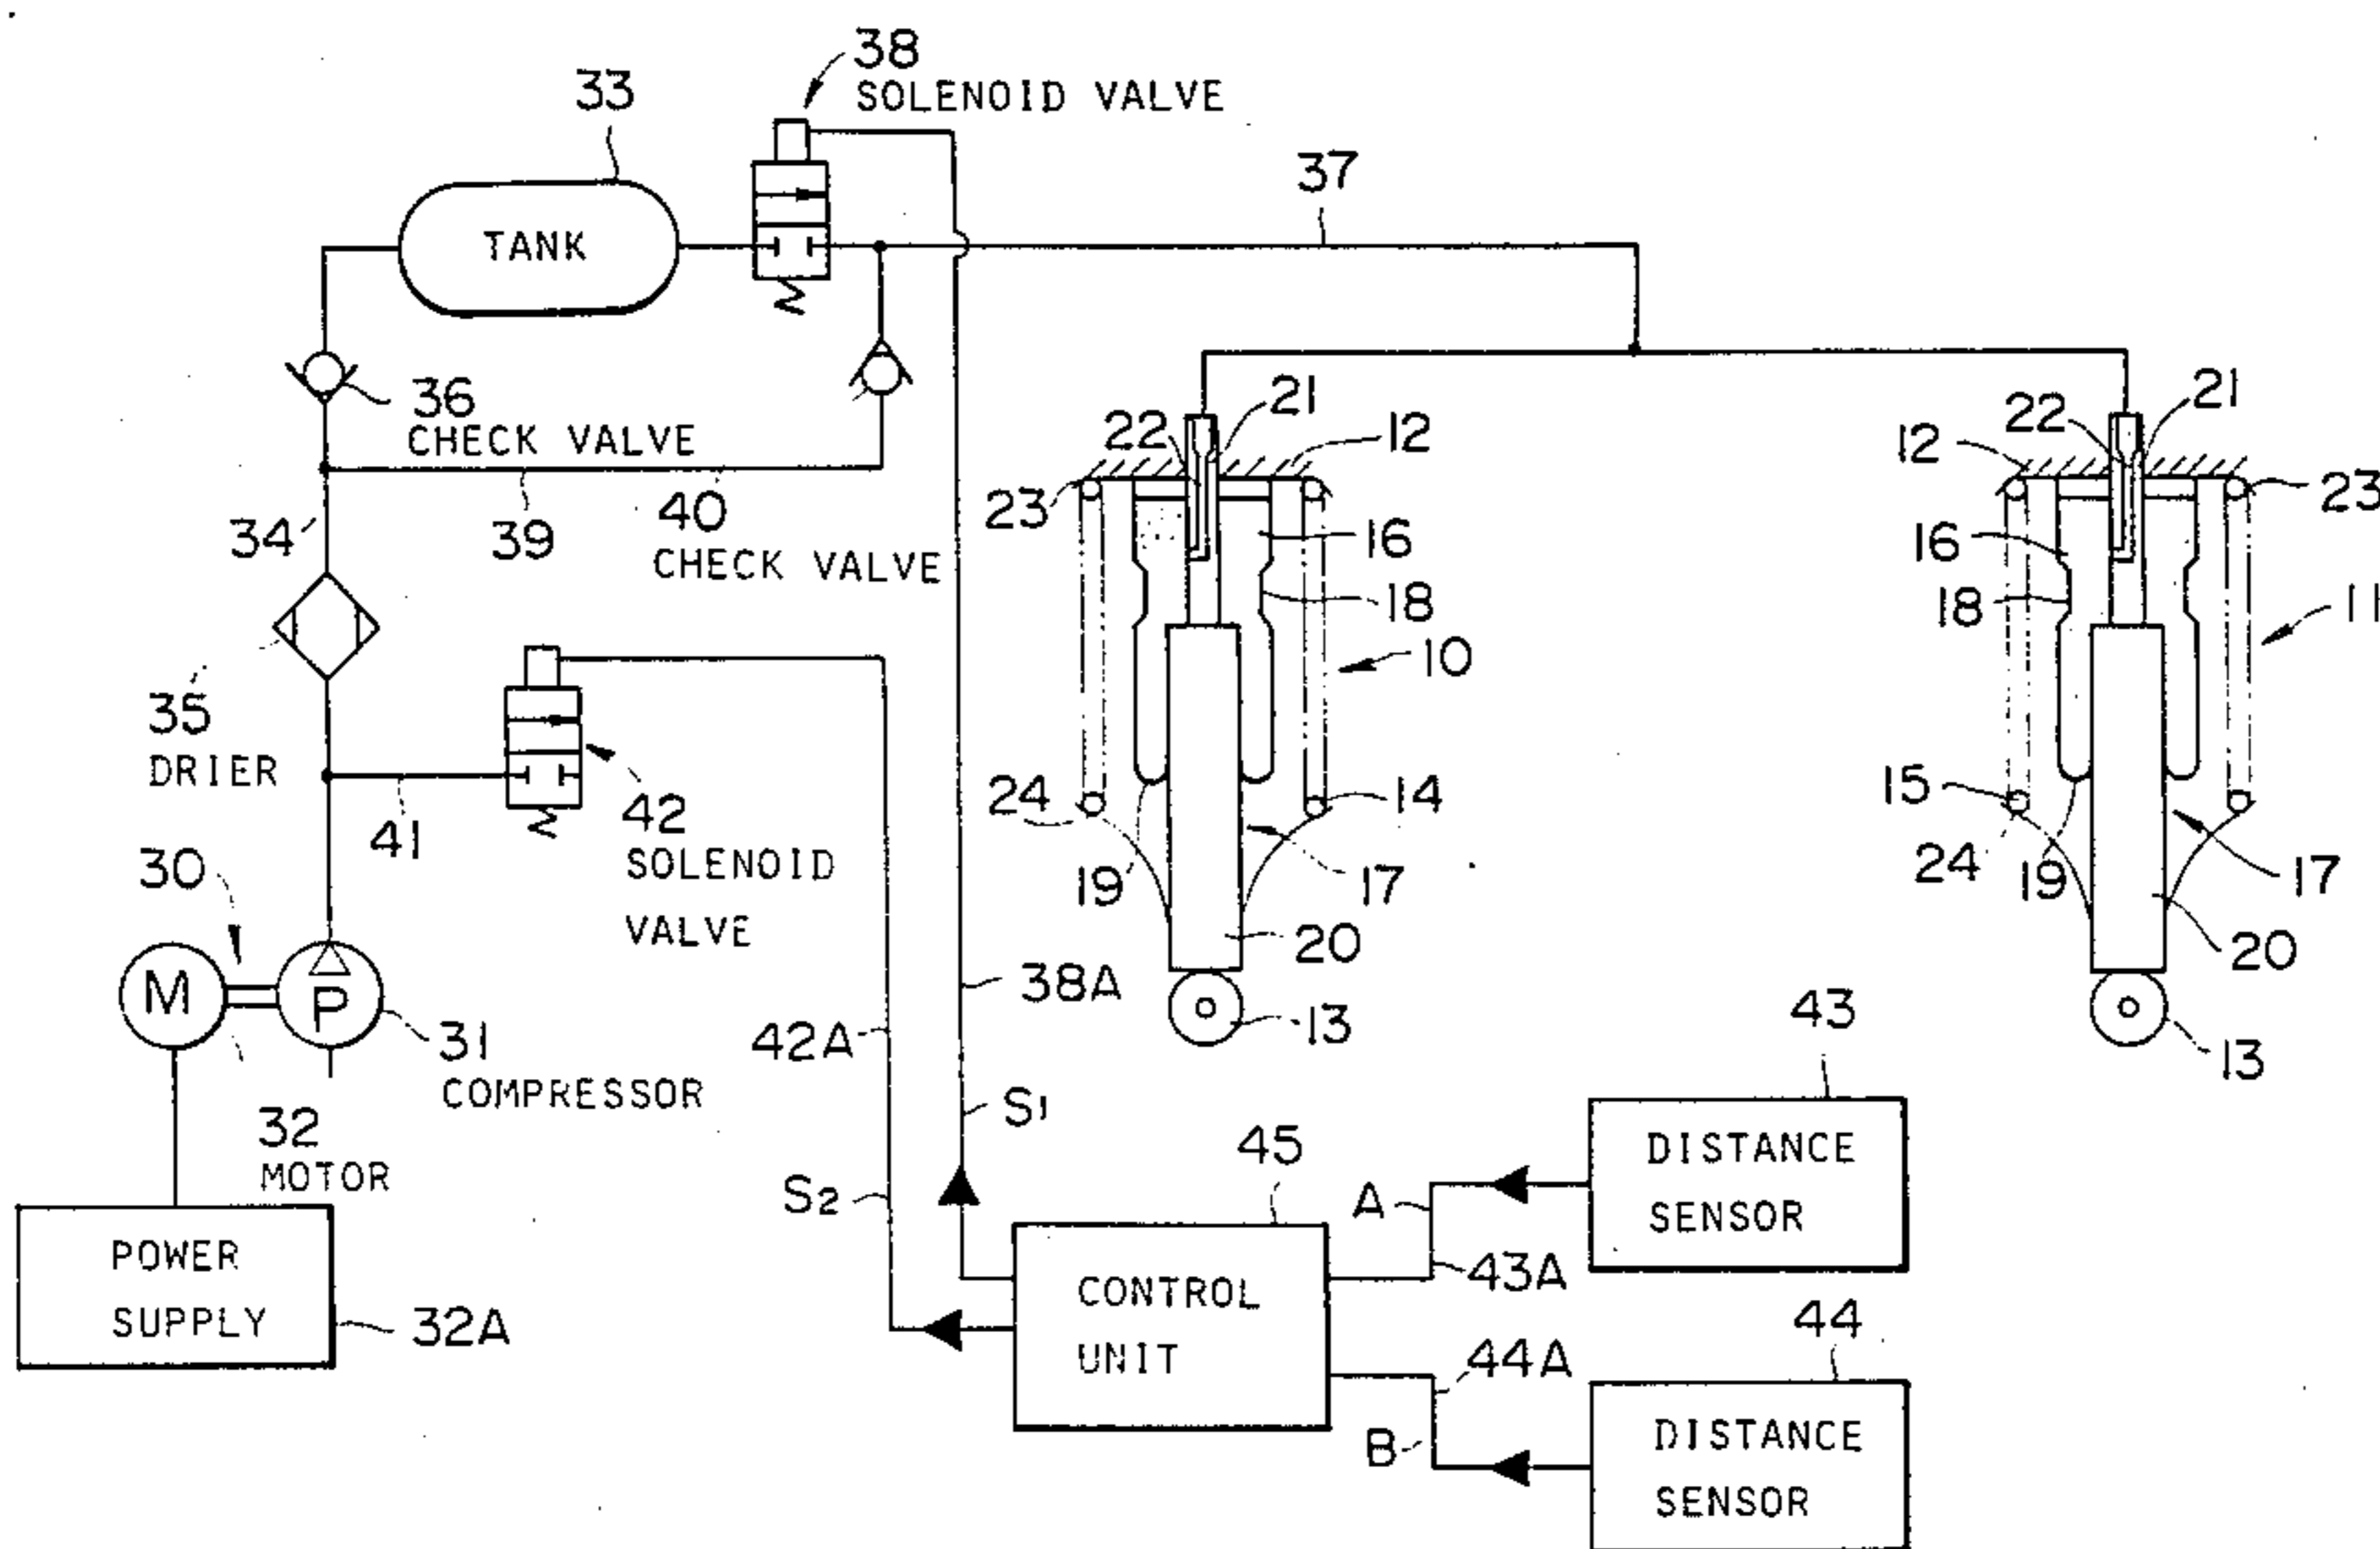 38
SOLENOID VALVE
33
TANK
37
36
CHECK VALVE
34
39
40
CHECK VALVE
22
21
12
23
16
18
10
14
24
19
17
20
13
12
22
21
23
16
18
11
15
24
19
17
20
13
35
DRIER
41
42
SOLENOID
VALVE
30
M
P
31
COMPRESSOR
32
MOTOR
POWER
SUPPLY
32A
42A
38A
S1
S2
45
CONTROL
UNIT
A
43A
43
DISTANCE
SENSOR
44A
B
44
DISTANCE
SENSOR